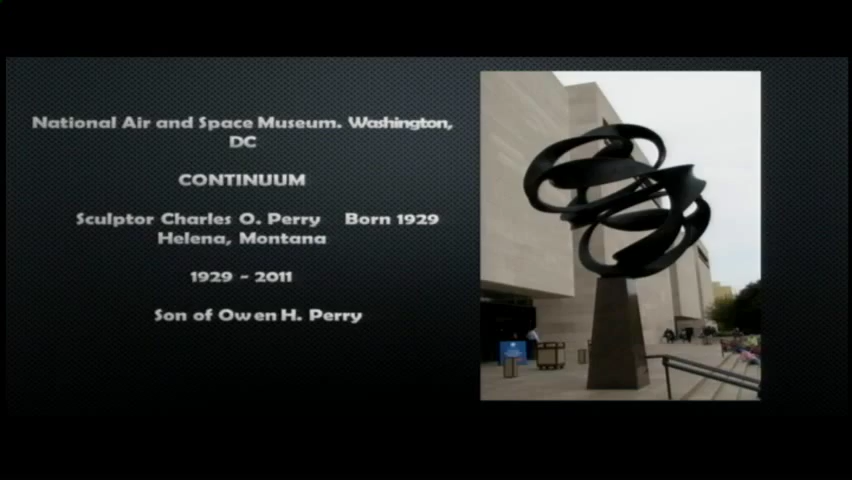 National Air and Space Museum. Washington,
DC
CONTINUUM
Sculptor Charles O. Perry Born 1929
Helena, Montana
1929 - 2011
Son of Owen H. Perry